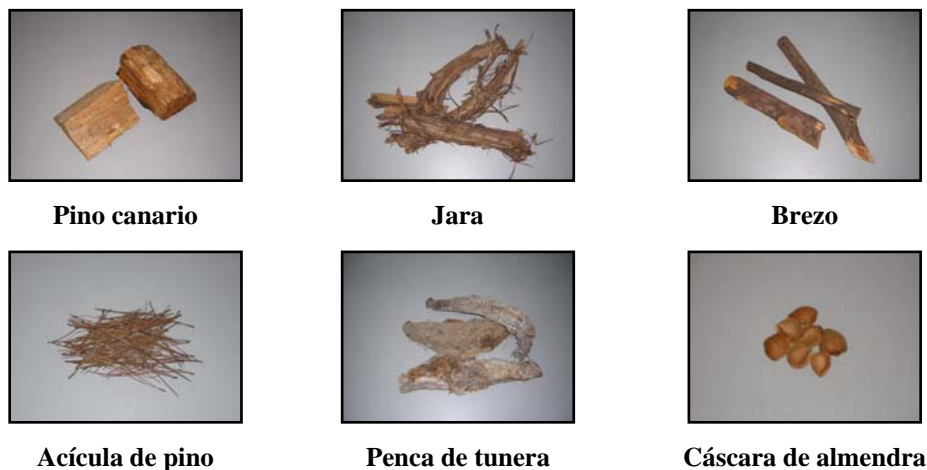 Pino canario
Jara
Brezo
Acícula de pino
Penca de tunera
Cáscara de almendra